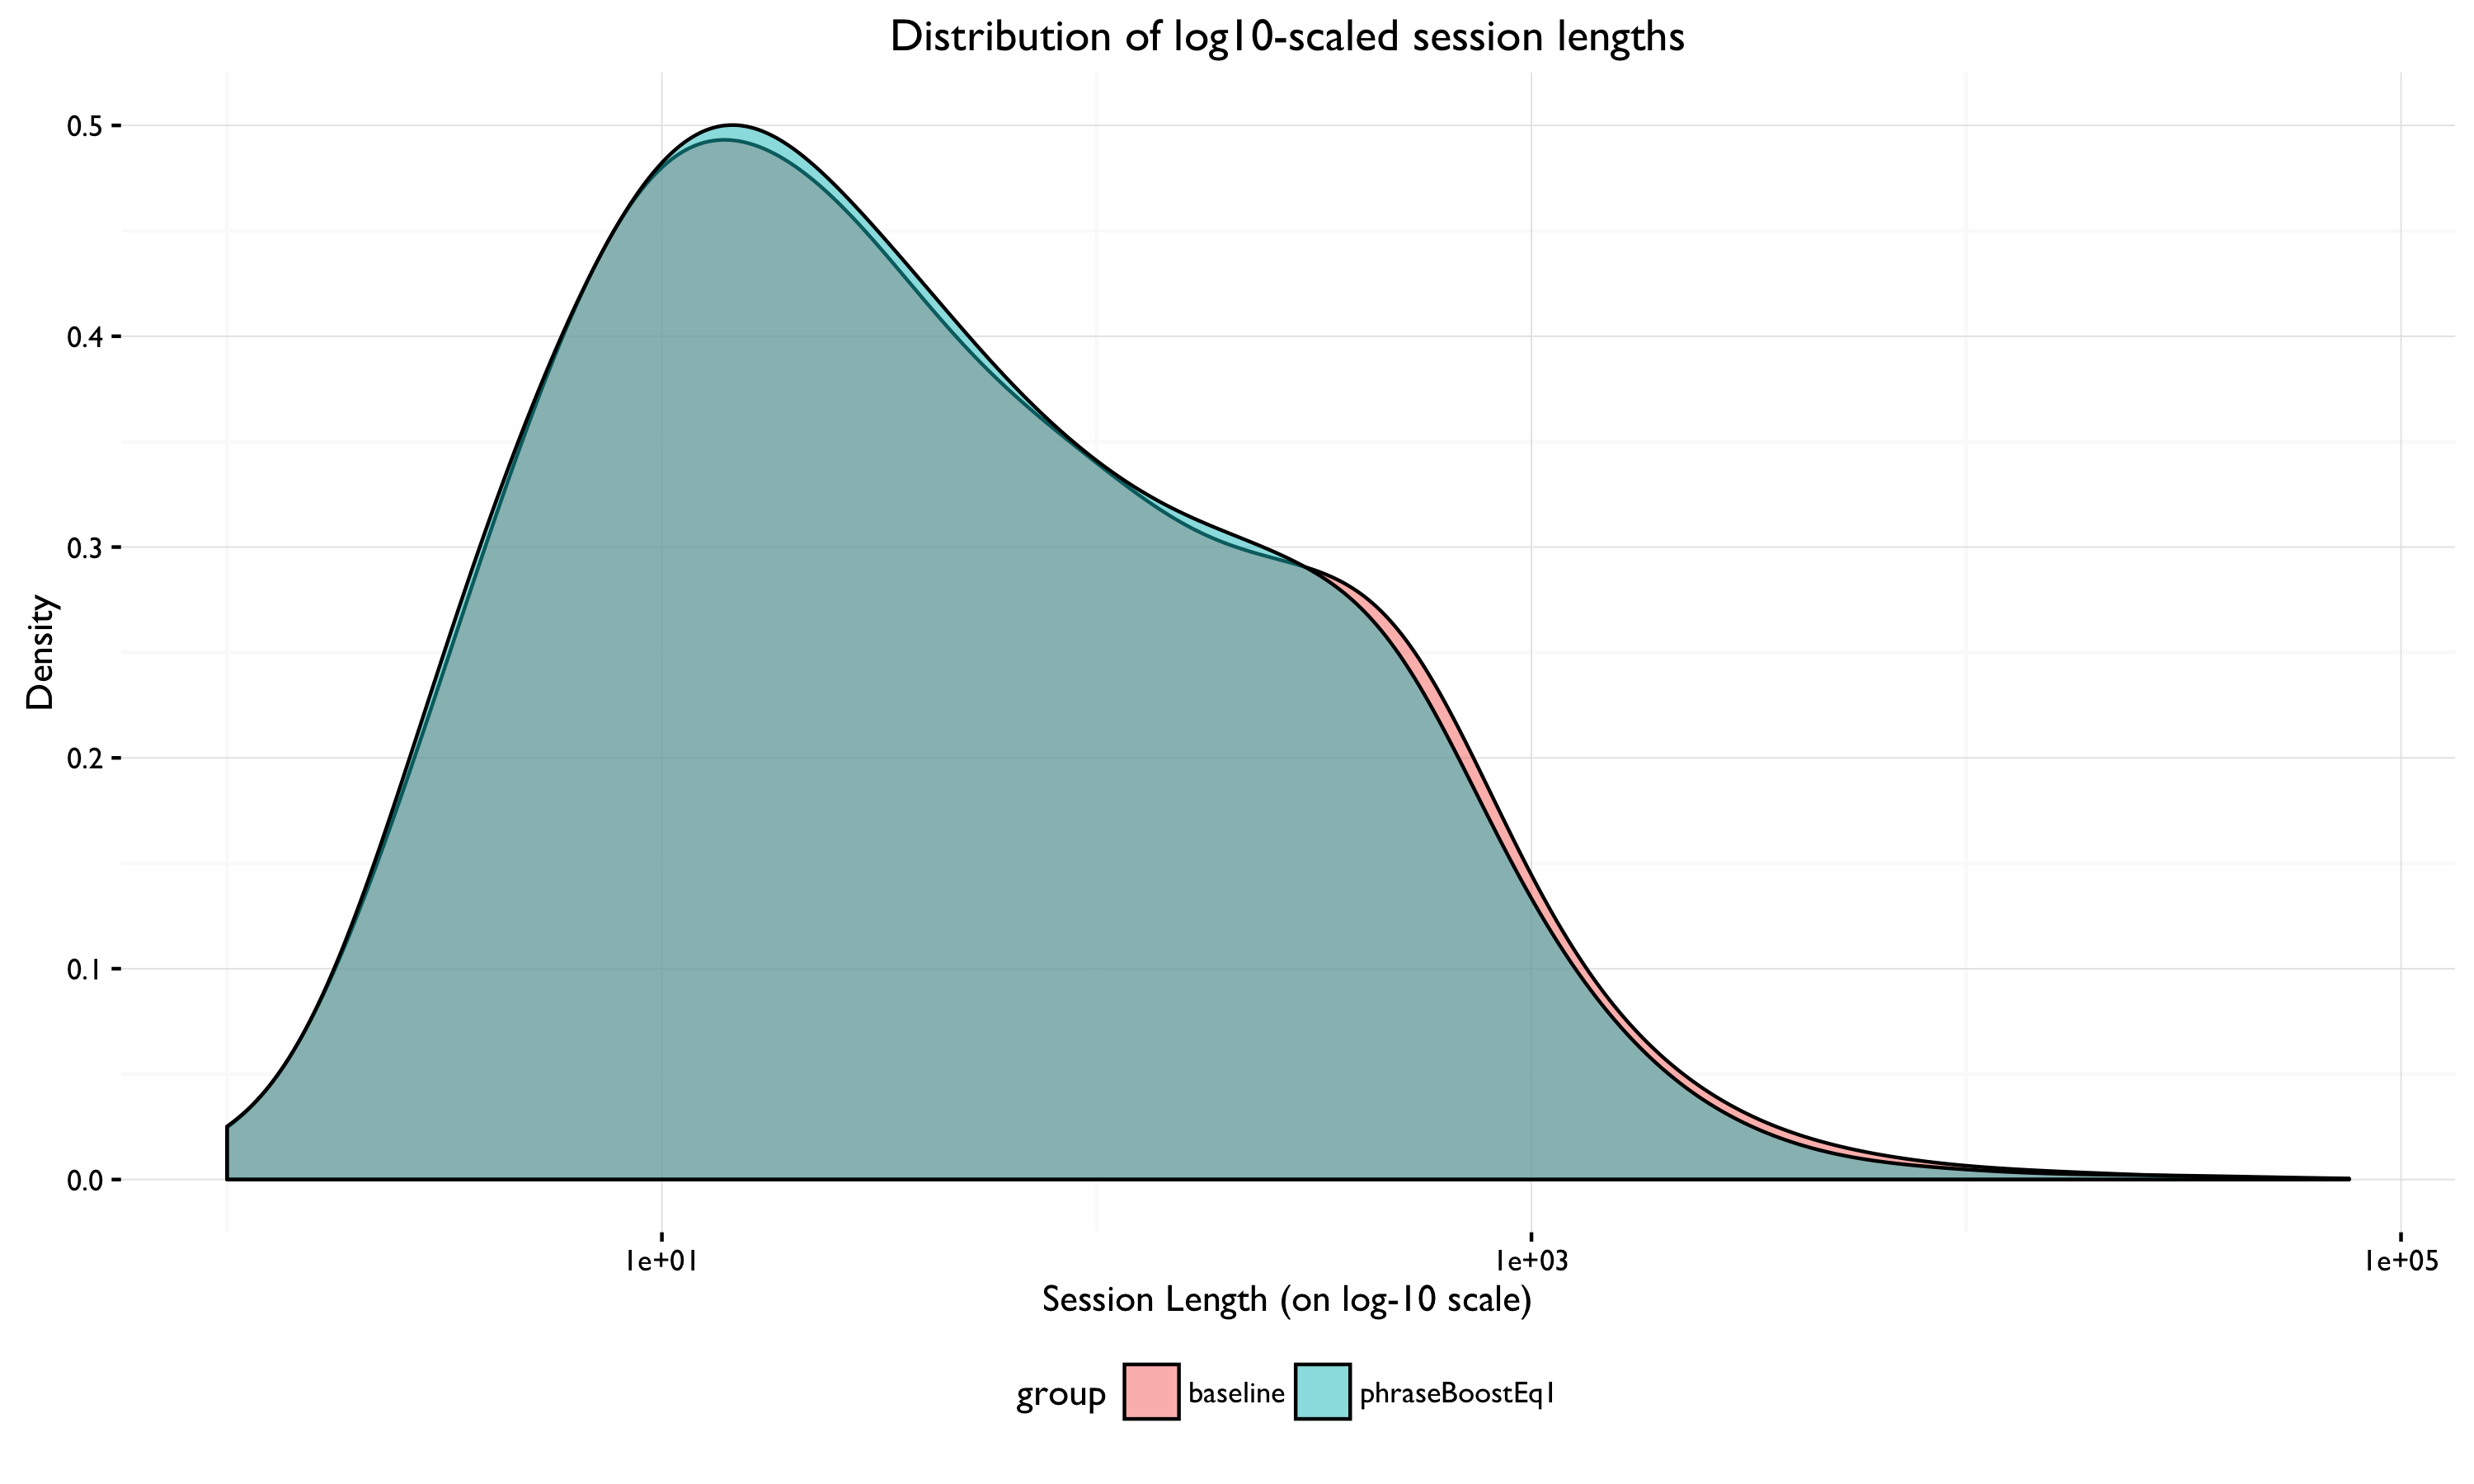 Distribution of log10-scaled session lengths
Density
0.5
0.4
0.3
0.2
0.1
0.0
1e+01 1e+03 1e+05
Session Length (on log-10 scale)
group baseline phraseBoostEq1